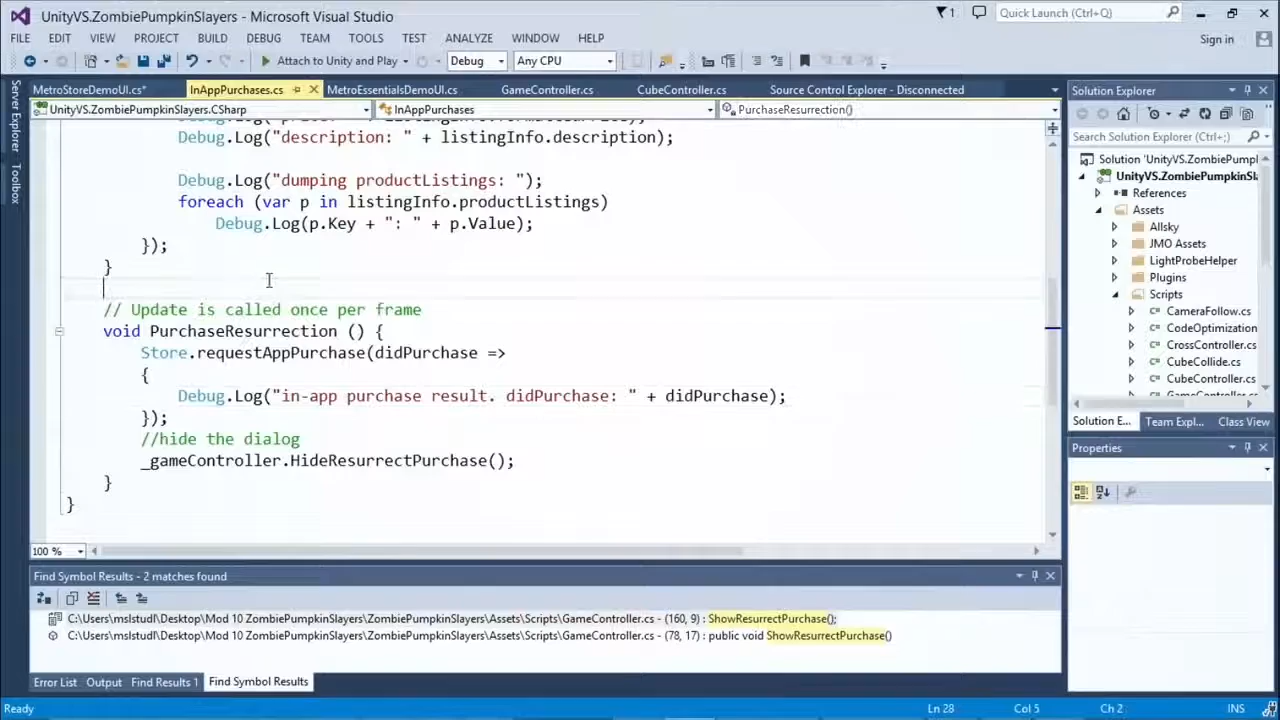 UnityVS.ZombiePumpkinSlayers - Microsoft Visual Studio
1
Quick Launch (Ctrl+Q)
FILE EDIT VIEW PROJECT BUILD DEBUG TEAM TOOLS TEST ANALYZE WINDOW HELP
Sign in
Attach to Unity and Play
Debug
Any CPU
Server Explorer
Toolbox
MetroStoreDemoUI.cs*
InAppPurchases.cs
MetroEssentialsDemoUI.cs
GameController.cs
CubeController.cs
Source Control Explorer - Disconnected
UnityVS.ZombiePumpkinSlayers.CSharp
InAppPurchases
PurchaseResurrection()
Debug.Log("description: " + listingInfo.description);
Debug.Log("dumping productListings: ");
foreach (var p in listingInfo.productListings)
Debug.Log(p.Key + ": " + p.Value);
});
}
// Update is called once per frame
void PurchaseResurrection () {
Store.requestAppPurchase(didPurchase =>
{
Debug.Log("in-app purchase result. didPurchase: " + didPurchase);
});
//hide the dialog
_gameController.HideResurrectPurchase();
}
}
100 %
Find Symbol Results - 2 matches found
C:\Users\mslstudl\Desktop\Mod 10 ZombiePumpkinSlayers\ZombiePumpkinSlayers\Assets\Scripts\GameController.cs - (160, 9) : ShowResurrectPurchase();
C:\Users\mslstudl\Desktop\Mod 10 ZombiePumpkinSlayers\ZombiePumpkinSlayers\Assets\Scripts\GameController.cs - (78, 17) : public void ShowResurrectPurchase()
Error List Output Find Results 1 Find Symbol Results
Solution Explorer
Search Solution Explorer (Ctrl+;)
Solution 'UnityVS.ZombiePump
UnityVS.ZombiePumpkinSla
References
Assets
Allsky
JMO Assets
LightProbeHelper
Plugins
Scripts
CameraFollow.cs
CodeOptimization
CrossController.cs
CubeCollide.cs
CubeController.cs
Solution E... Team Expl... Class View
Properties
Ready
Ln 28
Col 5
Ch 2
INS